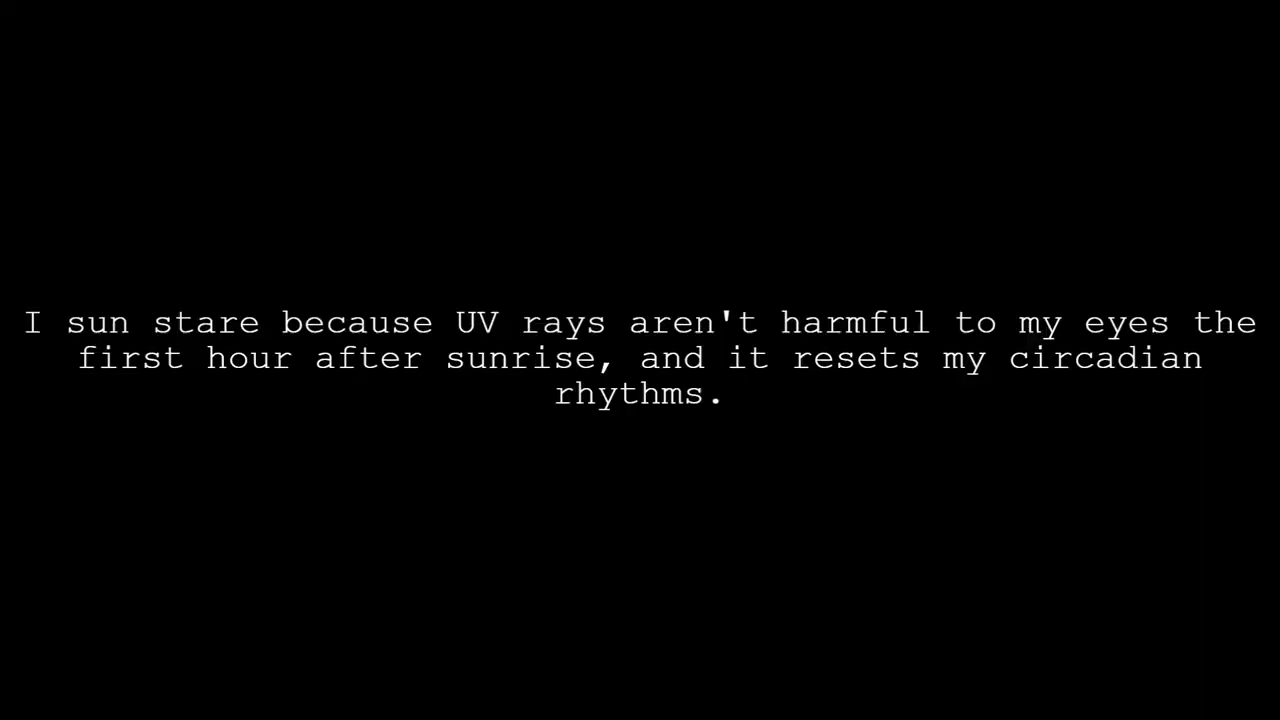 I sun stare because UV rays aren't harmful to my eyes the
first hour after sunrise, and it resets my circadian
rhythms.